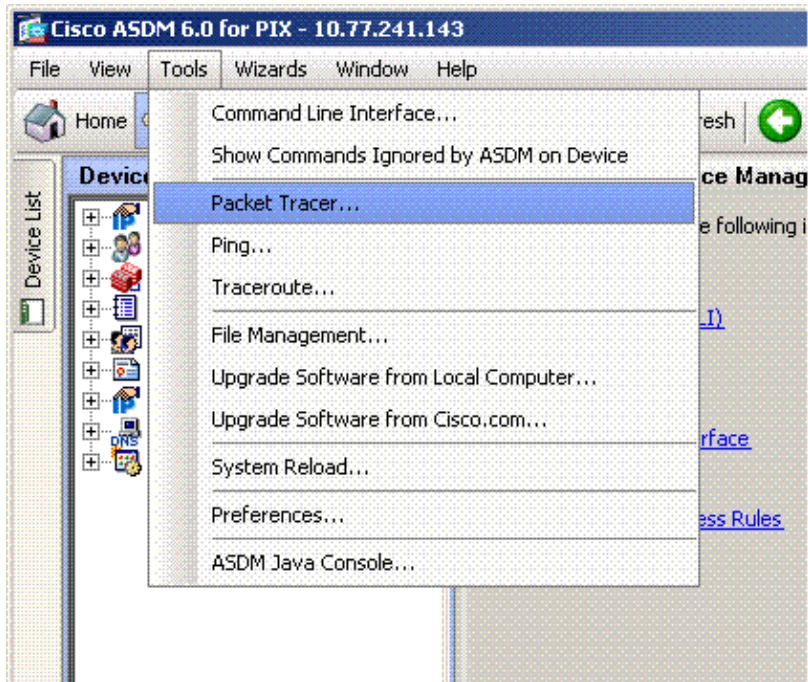 Cisco ASDM 6.0 for PIX - 10.77.241.143
File View Tools Wizards Window Help
Home
resh
Command Line Interface...
Show Commands Ignored by ASDM on Device
Packet Tracer...
Ping...
Traceroute...
File Management...
Upgrade Software from Local Computer...
Upgrade Software from Cisco.com...
System Reload...
Preferences...
ASDM Java Console...
Device List
Devic
DNS
ce Manag
e following i
LI)
rface
ess Rules